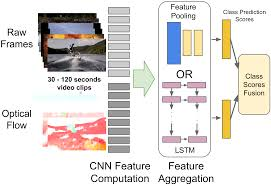 Raw
Frames
30 - 120 seconds
video clips
Optical
Flow
CNN Feature
Computation
Feature
Pooling
OR
LSTM
Feature
Aggregation
Class Prediction
Scores
Class
Scores
Fusion